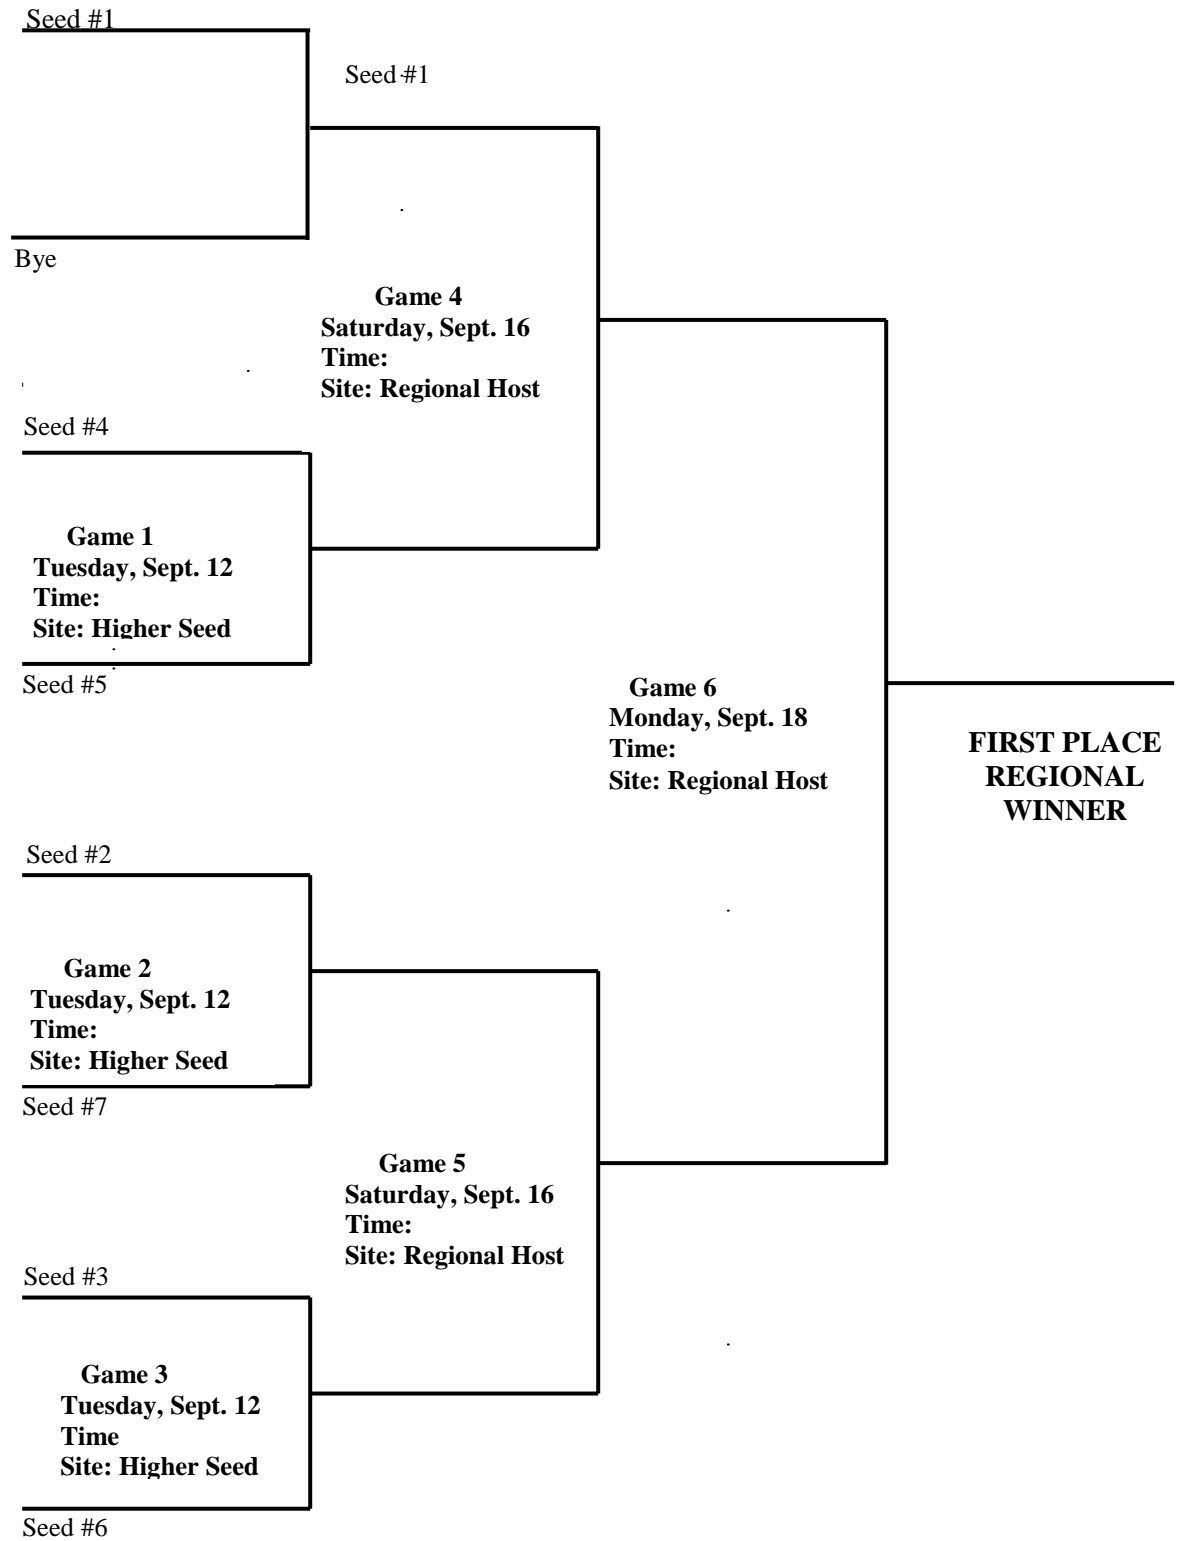 Seed #1
Seed #1
Bye
Game 4
Saturday, Sept. 16
Time:
Site: Regional Host
Seed #4
Game 1
Tuesday, Sept. 12
Time:
Site: Higher Seed
Seed #5
Game 6
Monday, Sept. 18
Time:
Site: Regional Host
FIRST PLACE
REGIONAL
WINNER
Seed #2
Game 2
Tuesday, Sept. 12
Time:
Site: Higher Seed
Seed #7
Game 5
Saturday, Sept. 16
Time:
Site: Regional Host
Seed #3
Game 3
Tuesday, Sept. 12
Time
Site: Higher Seed
Seed #6